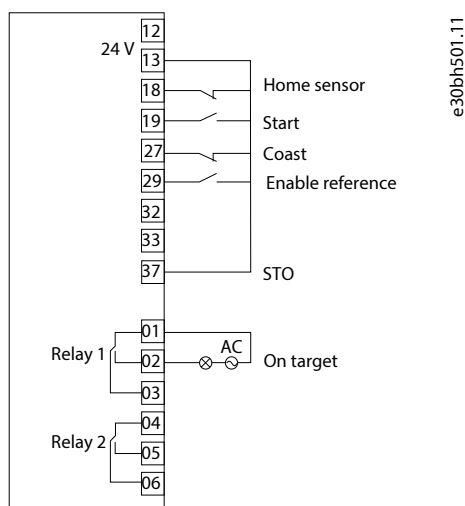 12
24 V
13
18 Home sensor
19 Start
27 Coast
29 Enable reference
32
33
37 STO
01
Relay 1 02 AC On target
03
04
Relay 2 05
06
e30bh501.11